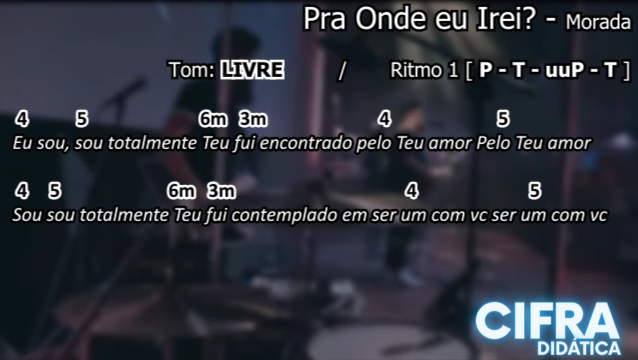 Pra Onde eu Irei? - Morada
Tom: LIVRE / Ritmo 1 [ P - T - uuP - T ]
4 5 6m 3m 4 5
Eu sou, sou totalmente Teu fui encontrado pelo Teu amor Pelo Teu amor
4 5 6m 3m 4 5
Sou sou totalmente Teu fui contemplado em ser um com vc ser um com vc
CIFRA
DIDÁTICA